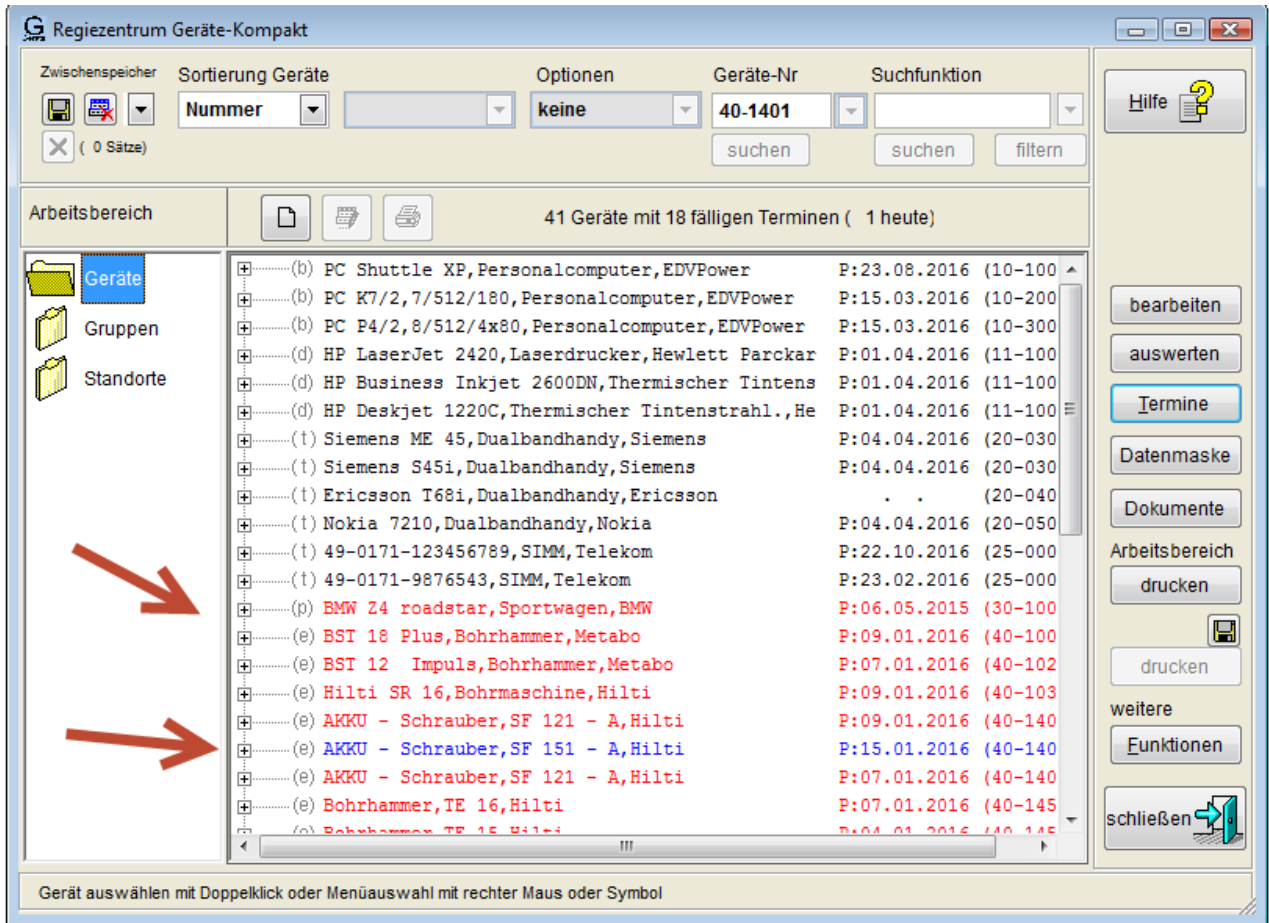 Regiezentrum Geräte-Kompakt
Zwischenspeicher Sortierung Geräte Optionen Geräte-Nr Suchfunktion
Nummer keine 40-1401
( 0 Sätze) suchen suchen filtern
Hilfe
Arbeitsbereich 41 Geräte mit 18 fälligen Terminen ( 1 heute)
Geräte
Gruppen
Standorte
(b) PC Shuttle XP,Personalcomputer,EDVPower P:23.08.2016 (10-100
(b) PC K7/2,7/512/180,Personalcomputer,EDVPower P:15.03.2016 (10-200
(b) PC P4/2,8/512/4x80,Personalcomputer,EDVPower P:15.03.2016 (10-300
(d) HP LaserJet 2420,Laserdrucker,Hewlett Parckar P:01.04.2016 (11-100
(d) HP Business Inkjet 2600DN,Thermischer Tintens P:01.04.2016 (11-100
(d) HP Deskjet 1220C,Thermischer Tintenstrahl.,He P:01.04.2016 (11-100
(t) Siemens ME 45,Dualbandhandy,Siemens P:04.04.2016 (20-030
(t) Siemens S45i,Dualbandhandy,Siemens P:04.04.2016 (20-030
(t) Ericsson T68i,Dualbandhandy,Ericsson . . (20-040
(t) Nokia 7210,Dualbandhandy,Nokia P:04.04.2016 (20-050
(t) 49-0171-123456789,SIMM,Telekom P:22.10.2016 (25-000
(t) 49-0171-9876543,SIMM,Telekom P:23.02.2016 (25-000
(p) BMW Z4 roadstar,Sportwagen,BMW P:06.05.2015 (30-100
(e) BST 18 Plus,Bohrhammer,Metabo P:09.01.2016 (40-100
(e) BST 12  Impuls,Bohrhammer,Metabo P:07.01.2016 (40-102
(e) Hilti SR 16,Bohrmaschine,Hilti P:09.01.2016 (40-103
(e) AKKU - Schrauber,SF 121 - A,Hilti P:09.01.2016 (40-140
(e) AKKU - Schrauber,SF 151 - A,Hilti P:15.01.2016 (40-140
(e) AKKU - Schrauber,SF 121 - A,Hilti P:07.01.2016 (40-140
(e) Bohrhammer,TE 16,Hilti P:07.01.2016 (40-145
(e) Bohrhammer,TE 15,Hilti P:04.01.2016 (40-145
bearbeiten
auswerten
Termine
Datenmaske
Dokumente
Arbeitsbereich
drucken
drucken
weitere
Funktionen
schließen
Gerät auswählen mit Doppelklick oder Menüauswahl mit rechter Maus oder Symbol